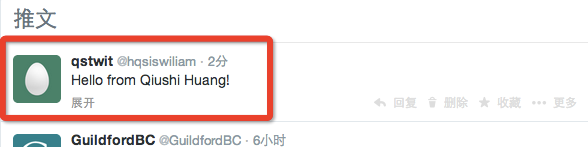 推文
qstwit @hqsiswiliam · 2分
Hello from Qiushi Huang!
展开
回复 删除 收藏 更多
GuildfordBC @GuildfordBC · 6小时